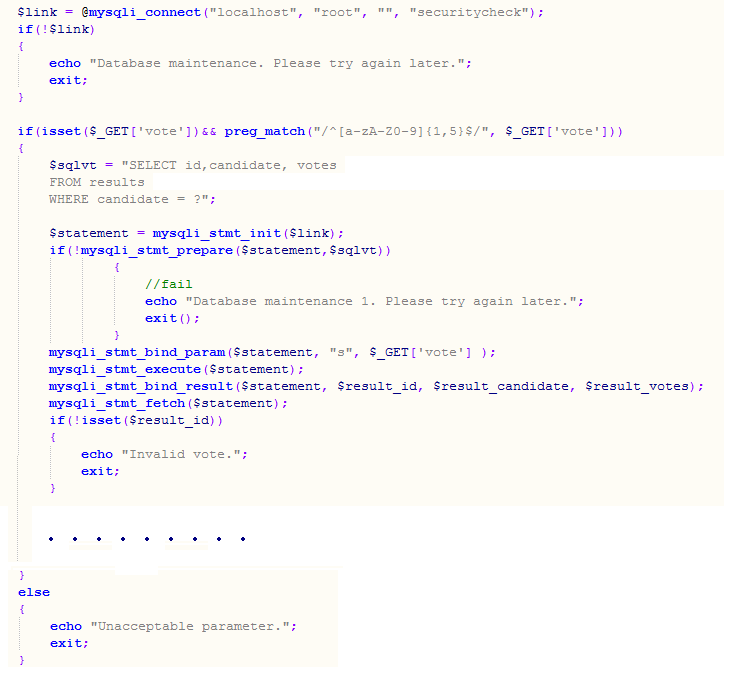 $link = @mysqli_connect("localhost", "root", "", "securitycheck");
if(!$link)
{
echo "Database maintenance. Please try again later.";
exit;
}
if(isset($_GET['vote'])&& preg_match("/^[a-zA-Z0-9]{1,5}$/", $_GET['vote']))
{
$sqlvt = "SELECT id,candidate, votes
FROM results
WHERE candidate = ?";
$statement = mysqli_stmt_init($link);
if(!mysqli_stmt_prepare($statement,$sqlvt))
{
//fail
echo "Database maintenance 1. Please try again later.";
exit();
}
mysqli_stmt_bind_param($statement, "s", $_GET['vote'] );
mysqli_stmt_execute($statement);
mysqli_stmt_bind_result($statement, $result_id, $result_candidate, $result_votes);
mysqli_stmt_fetch($statement);
if(!isset($result_id))
{
echo "Invalid vote.";
exit;
}
. . . . . . . . .
}
else
{
echo "Unacceptable parameter.";
exit;
}